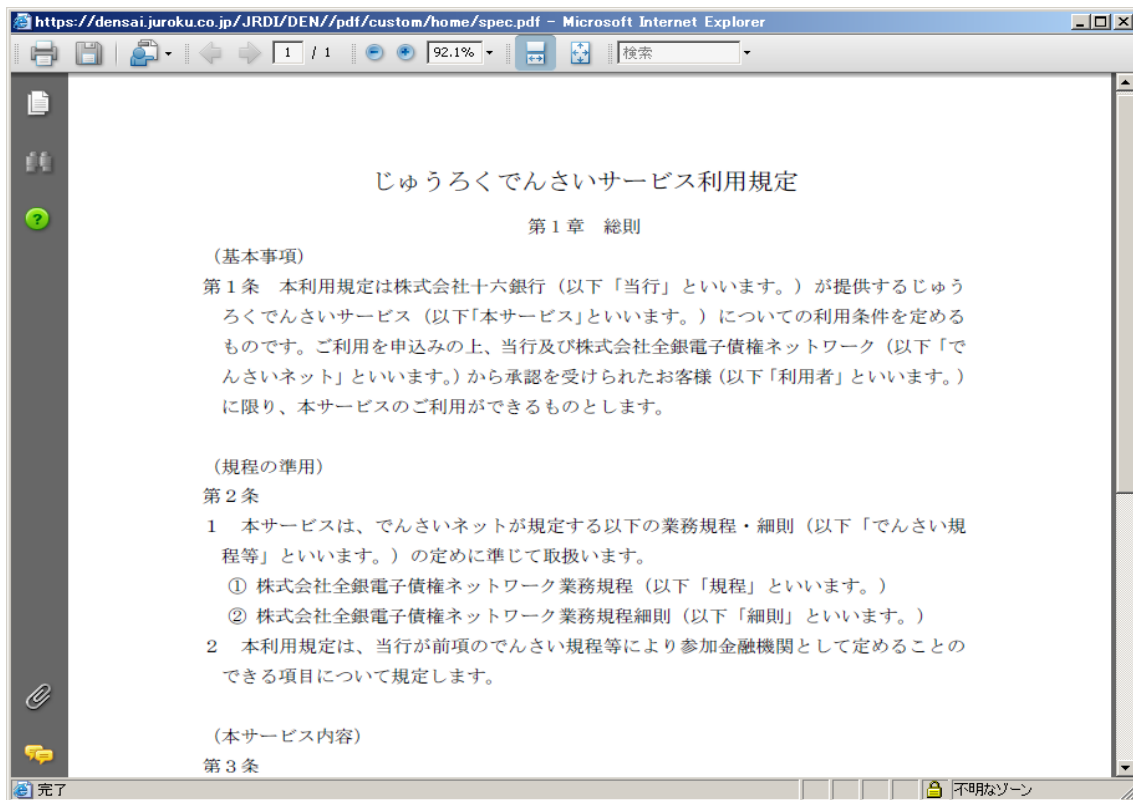 https://densai.juroku.co.jp/JRDI/DEN//pdf/custom/home/spec.pdf - Microsoft Internet Explorer
1 / 1 92.1% 検索
じゅうろくでんさいサービス利用規定
第1章　総則
（基本事項）
第1条　本利用規定は株式会社十六銀行（以下「当行」といいます。）が提供するじゅう
ろくでんさいサービス（以下「本サービス」といいます。）についての利用条件を定める
ものです。ご利用を申込みの上、当行及び株式会社全銀電子債権ネットワーク（以下「で
んさいネット」といいます。）から承認を受けられたお客様（以下「利用者」といいます。）
に限り、本サービスのご利用ができるものとします。
（規程の準用）
第2条
1　本サービスは、でんさいネットが規定する以下の業務規程・細則（以下「でんさい規
程等」といいます。）の定めに準じて取扱います。
① 株式会社全銀電子債権ネットワーク業務規程（以下「規程」といいます。）
② 株式会社全銀電子債権ネットワーク業務規程細則（以下「細則」といいます。）
2　本利用規定は、当行が前項のでんさい規程等により参加金融機関として定めることの
できる項目について規定します。
（本サービス内容）
第3条
完了 不明なゾーン